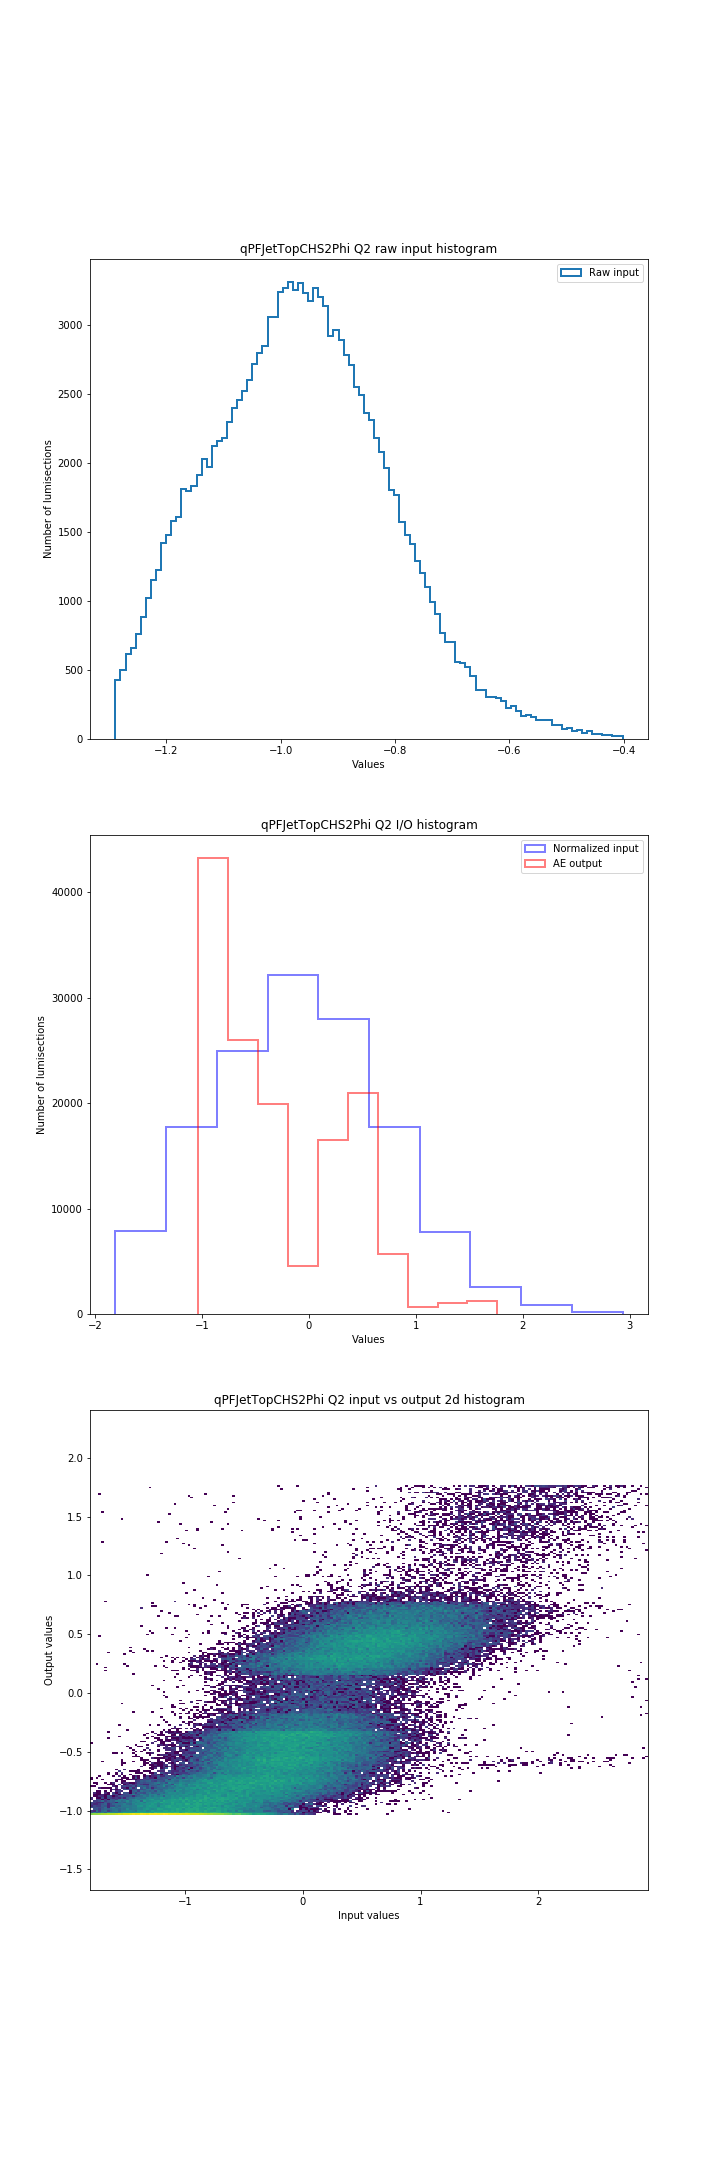 qPFJetTopCHS2Phi Q2 raw input histogram
Raw input
3000
2500
2000
1500
1000
500
0
Number of lumisections
−1.2 −1.0 −0.8 −0.6 −0.4
Values
qPFJetTopCHS2Phi Q2 I/O histogram
Normalized input
AE output
40000
30000
20000
10000
0
Number of lumisections
−2 −1 0 1 2 3
Values
qPFJetTopCHS2Phi Q2 input vs output 2d histogram
2.0
1.5
1.0
0.5
0.0
−0.5
−1.0
−1.5
Output values
−1 0 1 2
Input values